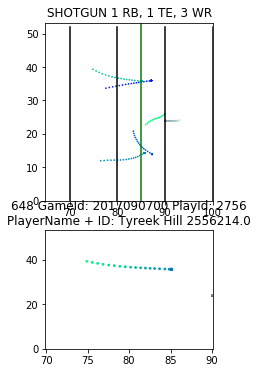 SHOTGUN 1 RB, 1 TE, 3 WR
50
40
30
20
10
0
70 80 90 100
648 GameId: 2017090700 PlayId: 2756
PlayerName + ID: Tyreek Hill 2556214.0
40
20
0
70 75 80 85 90